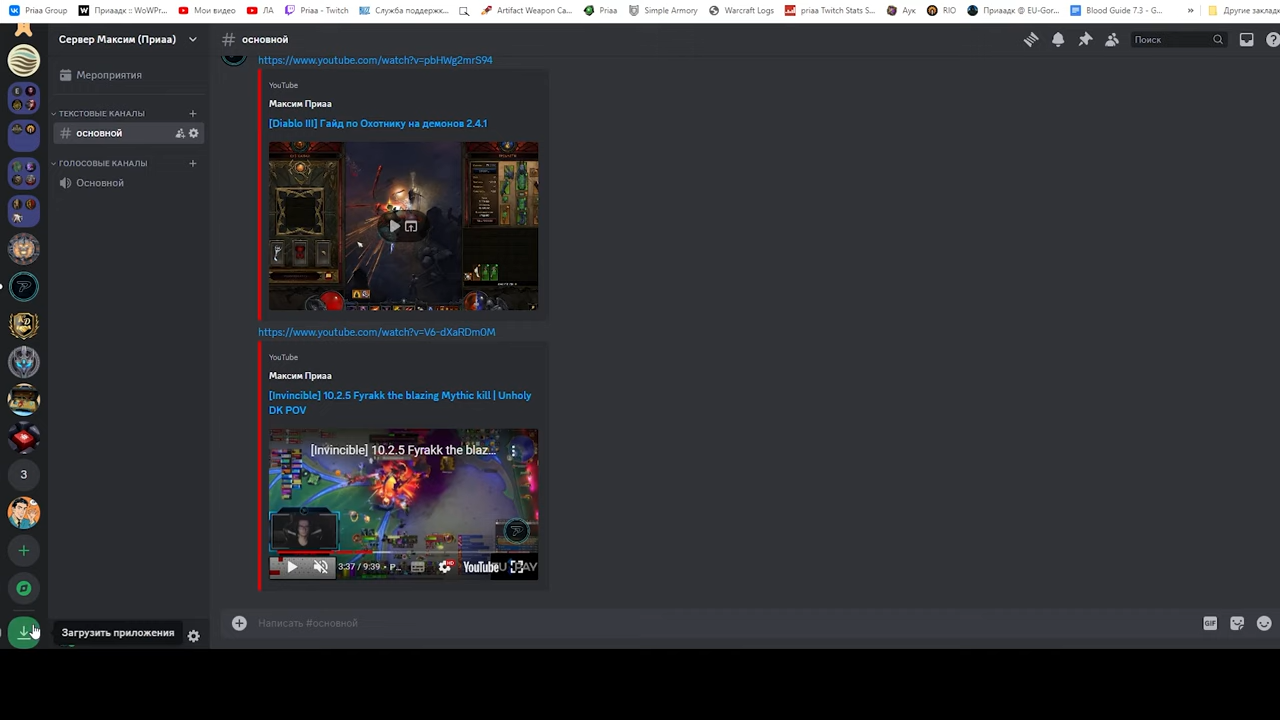 Priaa Group
Приаадк :: WoWPr...
Мои видео
ЛА
Priaa - Twitch
Служба поддержк...
Artifact Weapon Ca...
Priaa
Simple Armory
Warcraft Logs
priaa Twitch Stats S...
Аук
RIO
Приаадк @ EU-Gor...
Blood Guide 7.3 - G...
»
Другие заклад
Сервер Максим (Приаа)
# основной
Поиск
Мероприятия
ТЕКСТОВЫЕ КАНАЛЫ
# основной
ГОЛОСОВЫЕ КАНАЛЫ
Основной
https://www.youtube.com/watch?v=pbHWg2mrS94
YouTube
Максим Приаа
[Diablo III] Гайд по Охотнику на демонов 2.4.1
https://www.youtube.com/watch?v=V6-dXaRDm0M
YouTube
Максим Приаа
[Invincible] 10.2.5 Fyrakk the blazing Mythic kill | Unholy
DK POV
[Invincible] 10.2.5 Fyrakk the blaz...
3:37 / 9:39 • P...
HD
YouTube
3
Загрузить приложения
Написать #основной
GIF